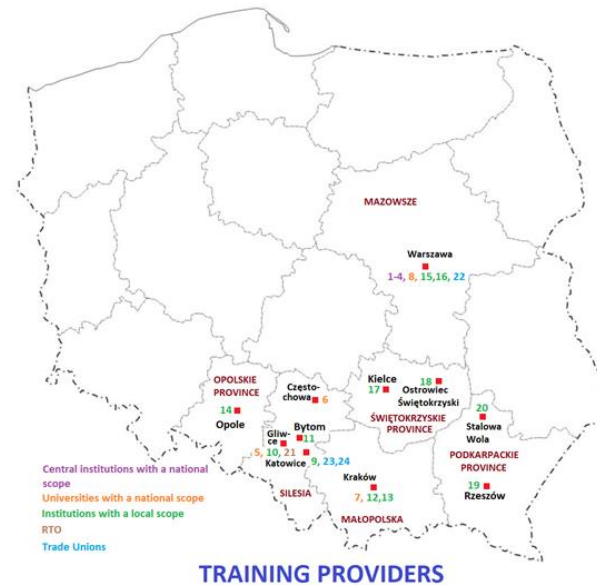 MAZOWSZE
Warszawa
1-4, 8, 15,16, 22
OPOLSKIE
PROVINCE
14
Opole
Często-
chowa
6
Kielce
17
18
Ostrowiec
Świętokrzyski
ŚWIĘTOKRZYSKIE
PROVINCE
20
Stalowa
Wola
PODKARPACKIE
PROVINCE
19
Rzeszów
Bytom
11
Gliw-
ce
5, 10, 21
Katowice
9, 23,24
SILESIA
Kraków
7, 12,13
MAŁOPOLSKA
Central institutions with a national
scope
Universities with a national scope
Institutions with a local scope
RTO
Trade Unions
TRAINING PROVIDERS